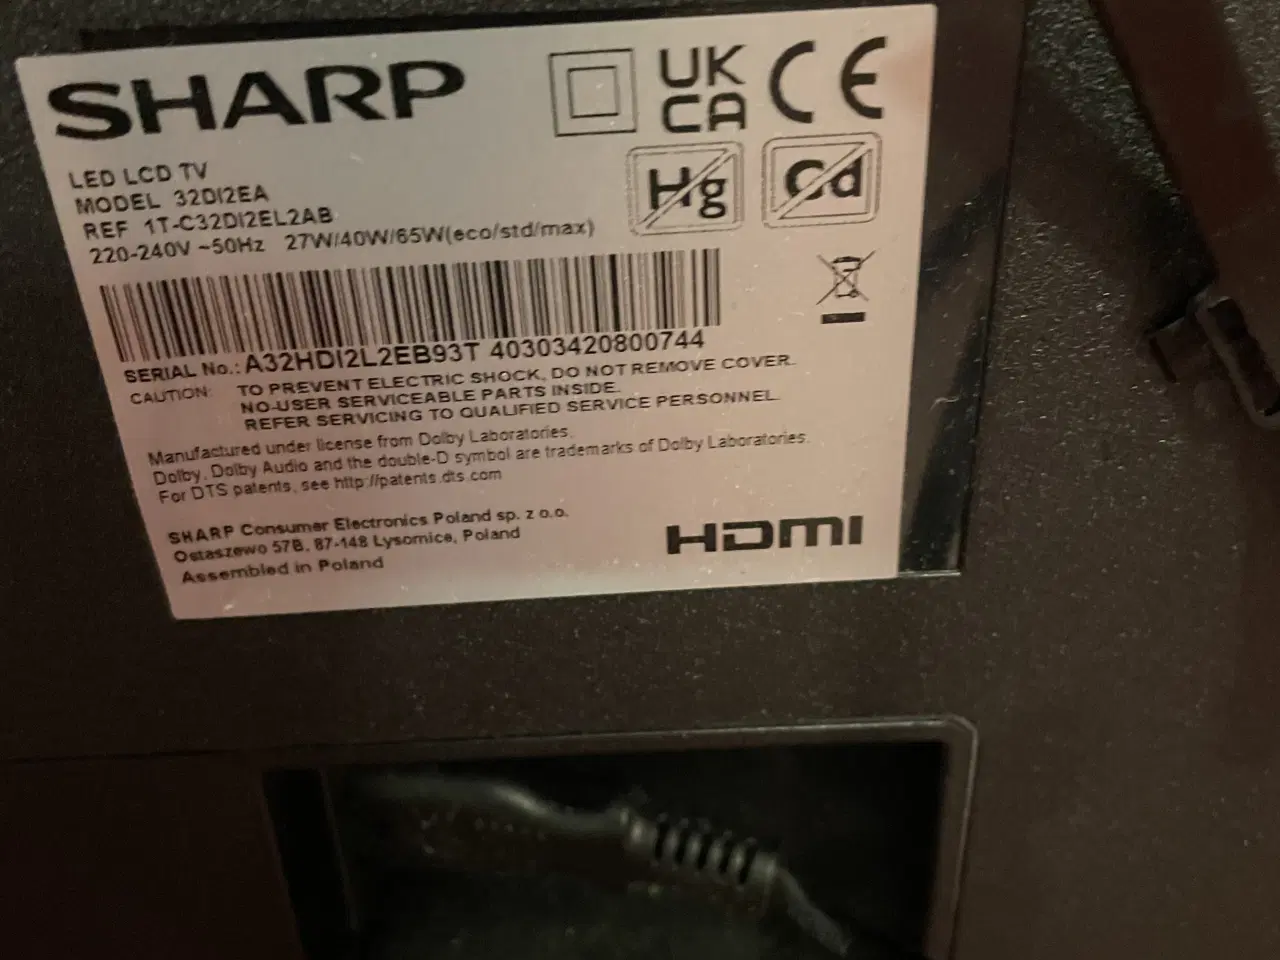 SHARP
UK
CA
CE
LED LCD TV
MODEL 32DI2EA
REF 1T-C32DI2EL2AB
220-240V ~50Hz 27W/40W/65W(eco/std/max)
Hg
Cd
SERIAL No.: A32HDI2L2EB93T 40303420800744
CAUTION: TO PREVENT ELECTRIC SHOCK, DO NOT REMOVE COVER.
NO-USER SERVICEABLE PARTS INSIDE.
REFER SERVICING TO QUALIFIED SERVICE PERSONNEL.
Manufactured under license from Dolby Laboratories.
Dolby, Dolby Audio and the double-D symbol are trademarks of Dolby Laboratories.
For DTS patents, see http://patents.dts.com
SHARP Consumer Electronics Poland sp. z o.o.
Ostaszewo 57B, 87-148 Lysomice, Poland
Assembled in Poland
HDMI